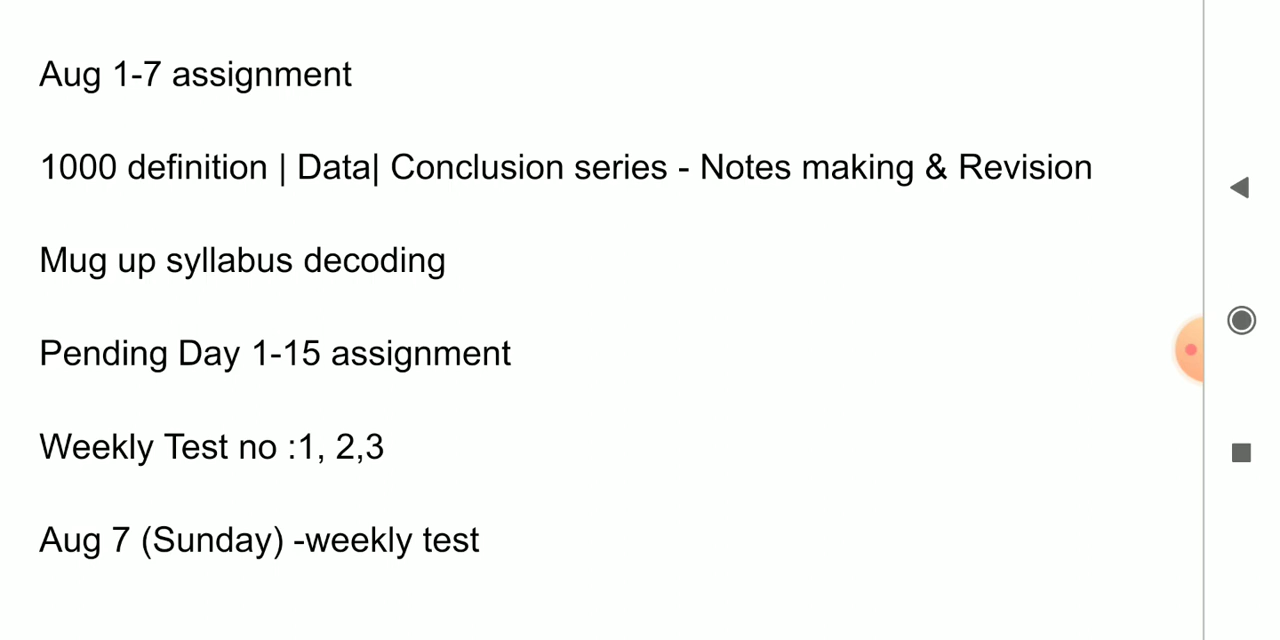 Aug 1-7 assignment
1000 definition | Data| Conclusion series - Notes making & Revision
Mug up syllabus decoding
Pending Day 1-15 assignment
Weekly Test no :1, 2,3
Aug 7 (Sunday) -weekly test